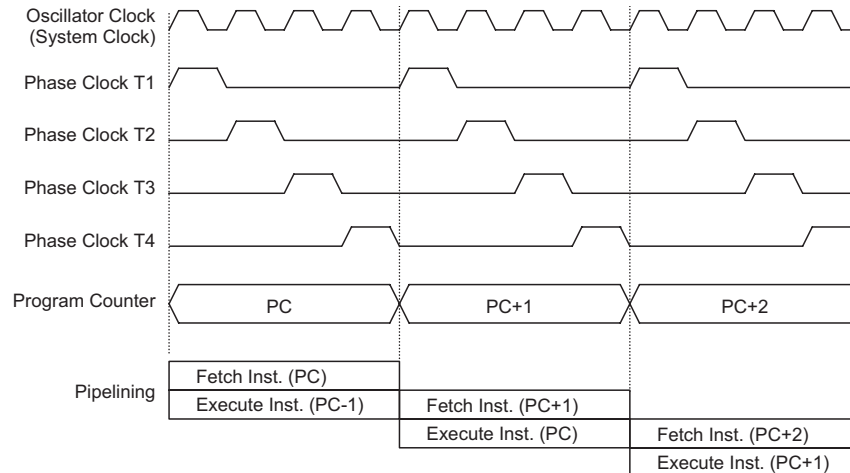 Oscillator Clock
(System Clock)
Phase Clock T1
Phase Clock T2
Phase Clock T3
Phase Clock T4
Program Counter
PC
PC+1
PC+2
Pipelining
Fetch Inst. (PC)
Execute Inst. (PC-1)
Fetch Inst. (PC+1)
Execute Inst. (PC)
Fetch Inst. (PC+2)
Execute Inst. (PC+1)